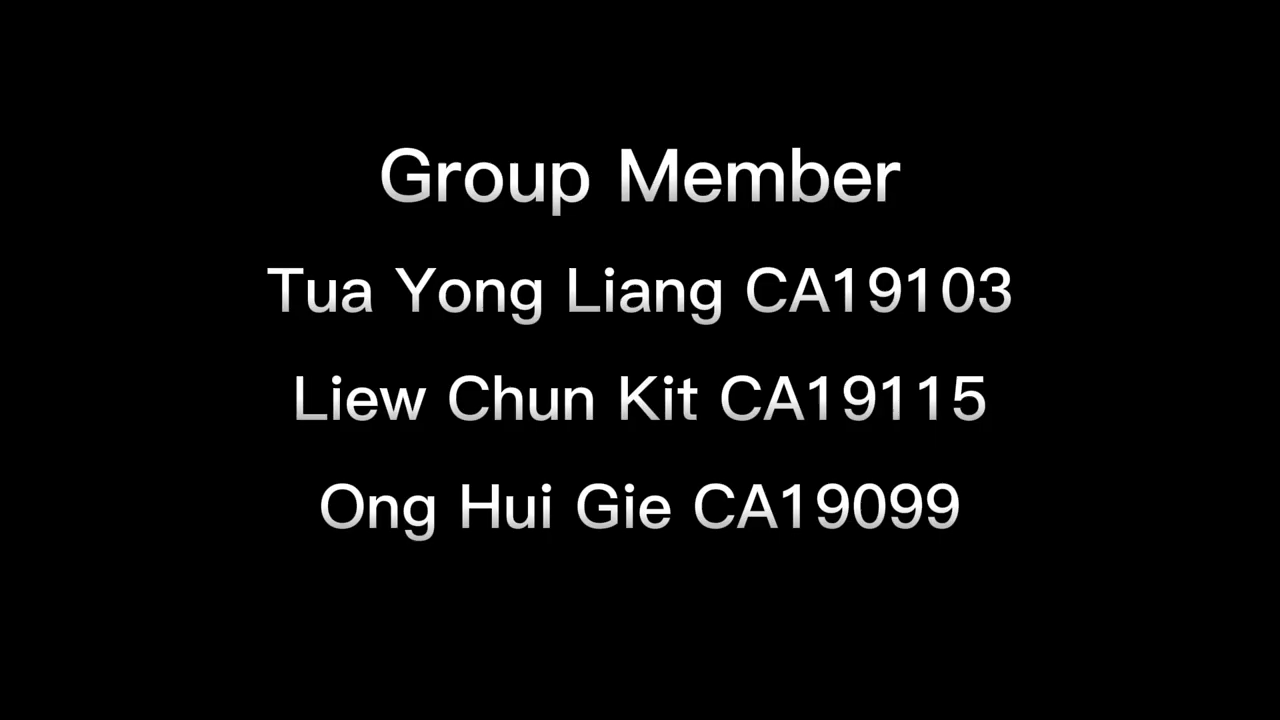 Group Member
Tua Yong Liang CA19103
Liew Chun Kit CA19115
Ong Hui Gie CA19099